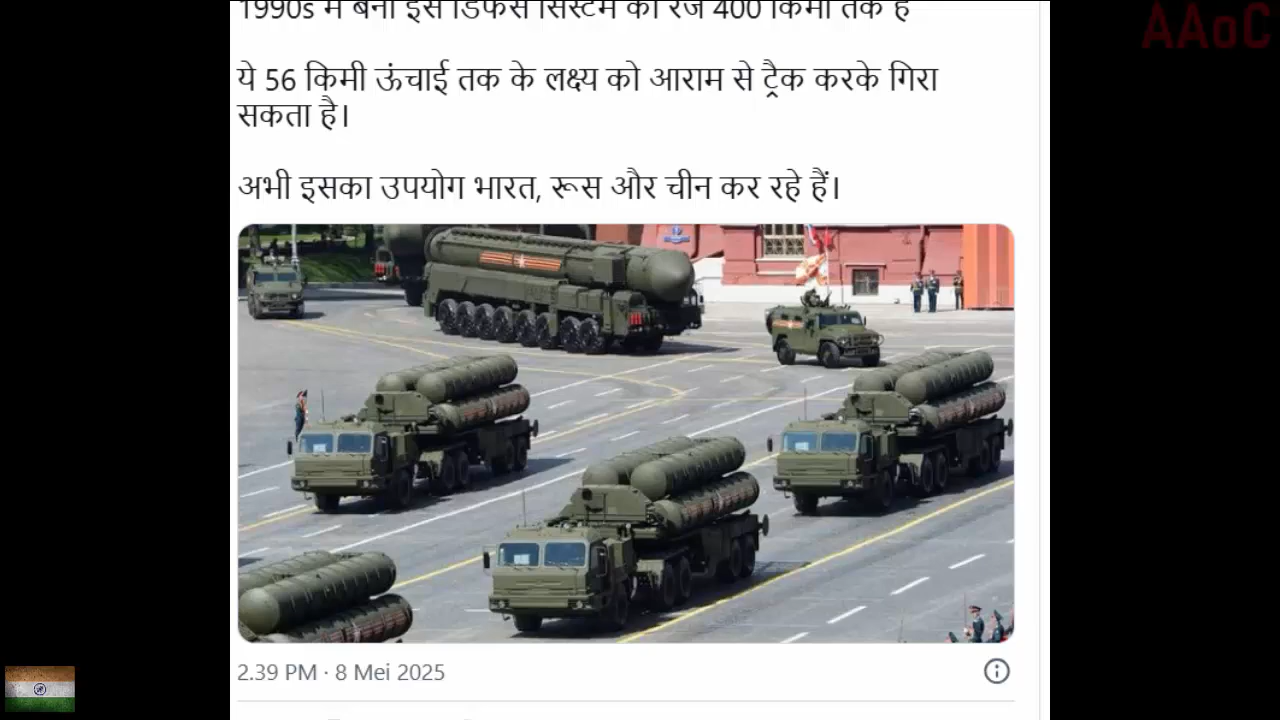 AAoC
1990s में बना इस डिफेंस सिस्टम की रेंज 400 किमी तक है
ये 56 किमी ऊंचाई तक के लक्ष्य को आराम से ट्रैक करके गिरा
सकता है।
अभी इसका उपयोग भारत, रूस और चीन कर रहे हैं।
2.39 PM · 8 Mei 2025